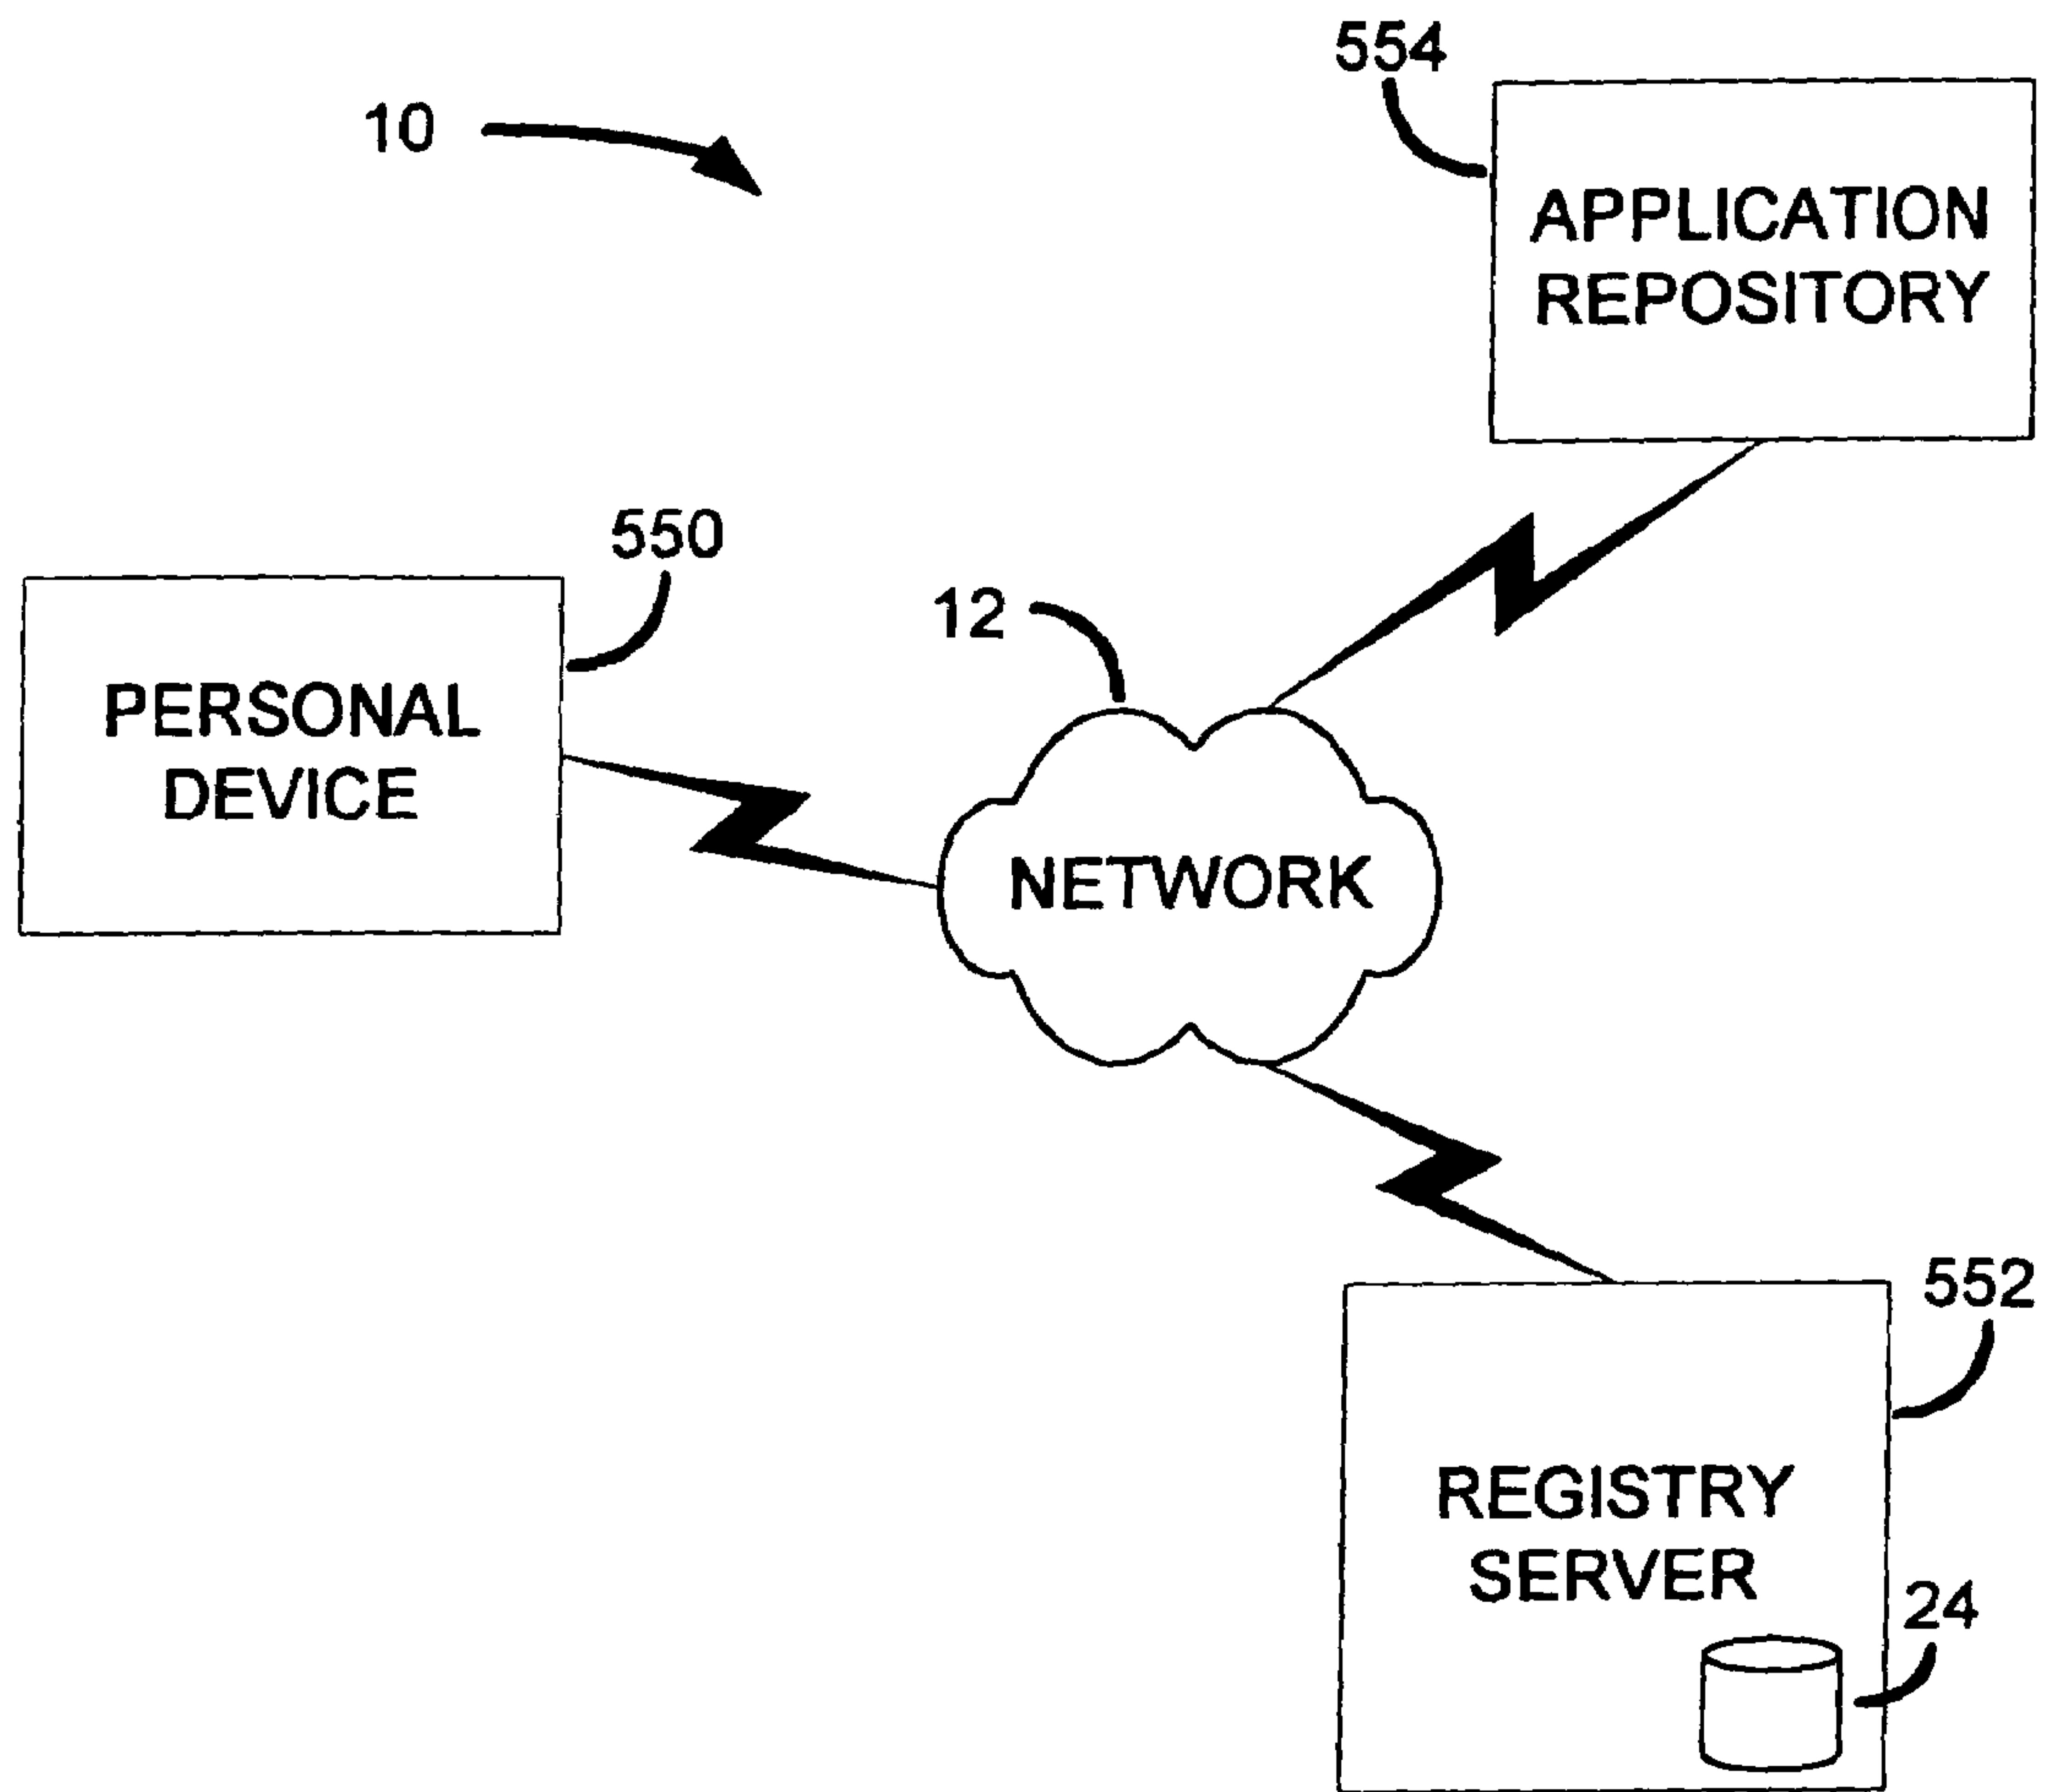 554
10
APPLICATION
REPOSITORY
550
12
PERSONAL
DEVICE
NETWORK
552
REGISTRY
SERVER
24